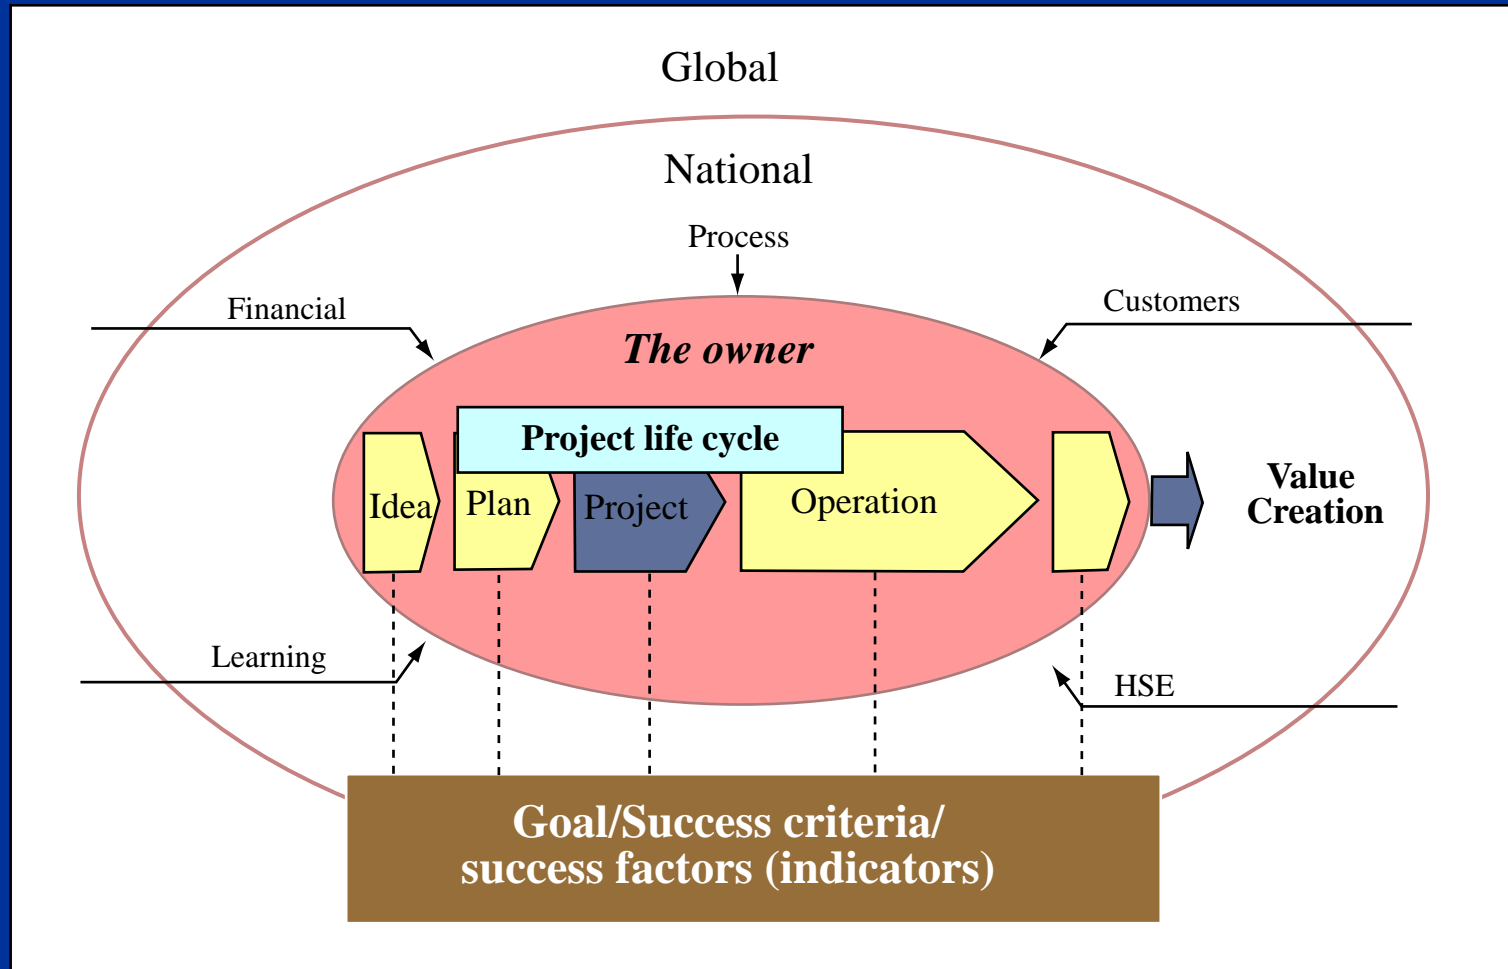 Global
National
Process
Financial
Customers
The owner
Project life cycle
Idea
Plan
Project
Operation
Value
Creation
Learning
HSE
Goal/Success criteria/
success factors (indicators)